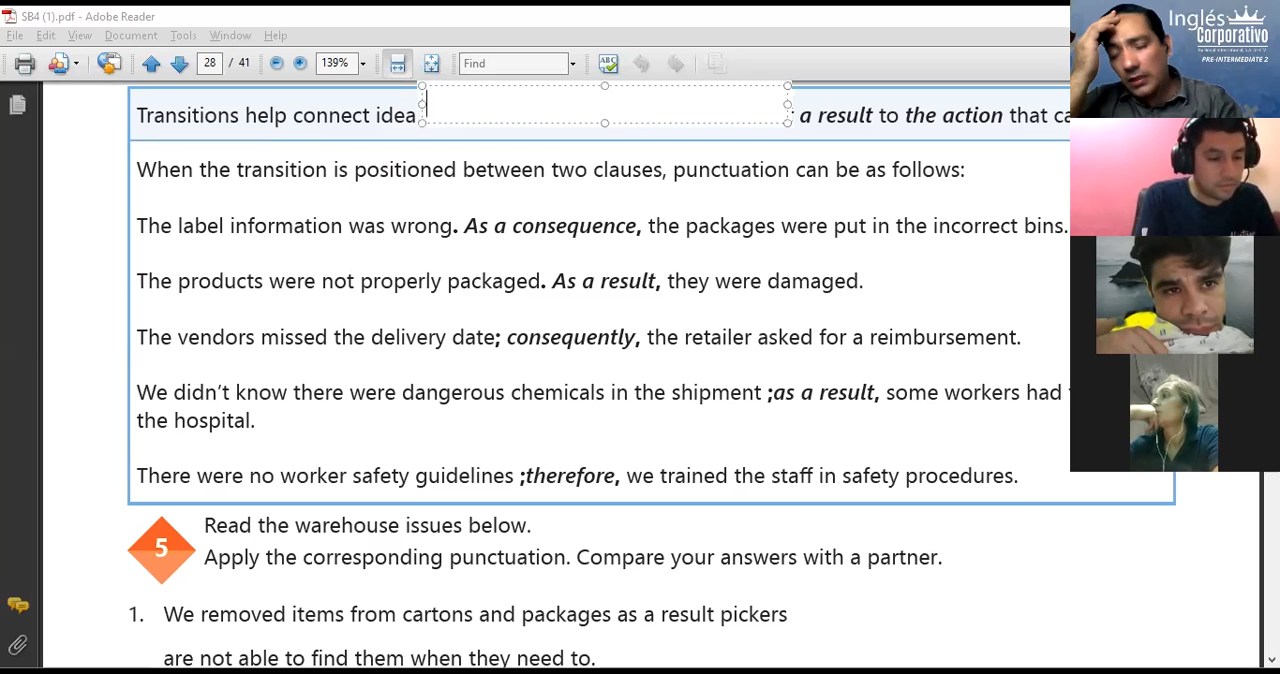 SB4 (1).pdf - Adobe Reader
File Edit View Document Tools Window Help
28 / 41 139% Find
Inglés
Corporativo
PRE-INTERMEDIATE 2
Transitions help connect idea a result to the action that ca
When the transition is positioned between two clauses, punctuation can be as follows:
The label information was wrong. As a consequence, the packages were put in the incorrect bins.
The products were not properly packaged. As a result, they were damaged.
The vendors missed the delivery date; consequently, the retailer asked for a reimbursement.
We didn’t know there were dangerous chemicals in the shipment ;as a result, some workers had
the hospital.
There were no worker safety guidelines ;therefore, we trained the staff in safety procedures.
5
Read the warehouse issues below.
Apply the corresponding punctuation. Compare your answers with a partner.
1. We removed items from cartons and packages as a result pickers
are not able to find them when they need to.